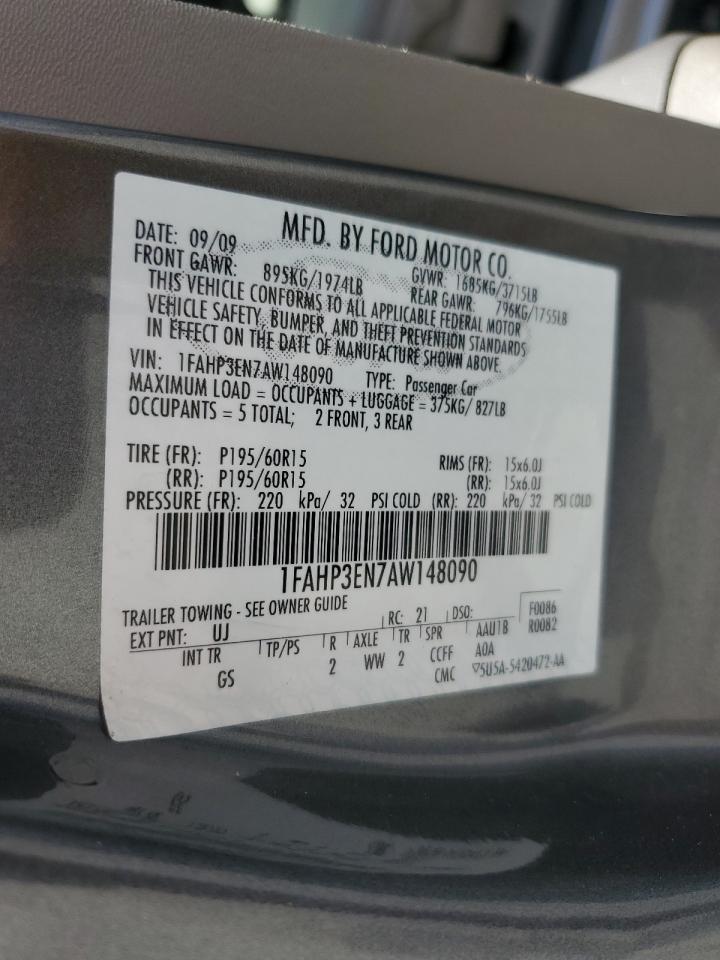 MFD. BY FORD MOTOR CO.
DATE: 09/09 GVWR: 1685KG/3715LB
FRONT GAWR: 895KG/1974LB REAR GAWR: 796KG/1755LB
THIS VEHICLE CONFORMS TO ALL APPLICABLE FEDERAL MOTOR
VEHICLE SAFETY, BUMPER, AND THEFT PREVENTION STANDARDS
IN EFFECT ON THE DATE OF MANUFACTURE SHOWN ABOVE.
VIN: 1FAHP3EN7AW148090 TYPE: Passenger Car
MAXIMUM LOAD = OCCUPANTS + LUGGAGE = 375KG/ 827LB
OCCUPANTS = 5 TOTAL; 2 FRONT, 3 REAR
TIRE (FR): P195/60R15 RIMS (FR): 15x6.0J
(RR): P195/60R15 (RR): 15x6.0J
PRESSURE (FR): 220 kPa/ 32 PSI COLD (RR): 220 kPa/ 32 PSI COLD
1FAHP3EN7AW148090
TRAILER TOWING - SEE OWNER GUIDE
EXT PNT: UJ RC: 21 DSO: F0086
INT TR TP/PS R AXLE TR SPR AAU1B R0082
GS 2 WW 2 CCFF A0A
CMC ▽5U5A-5420472-AA